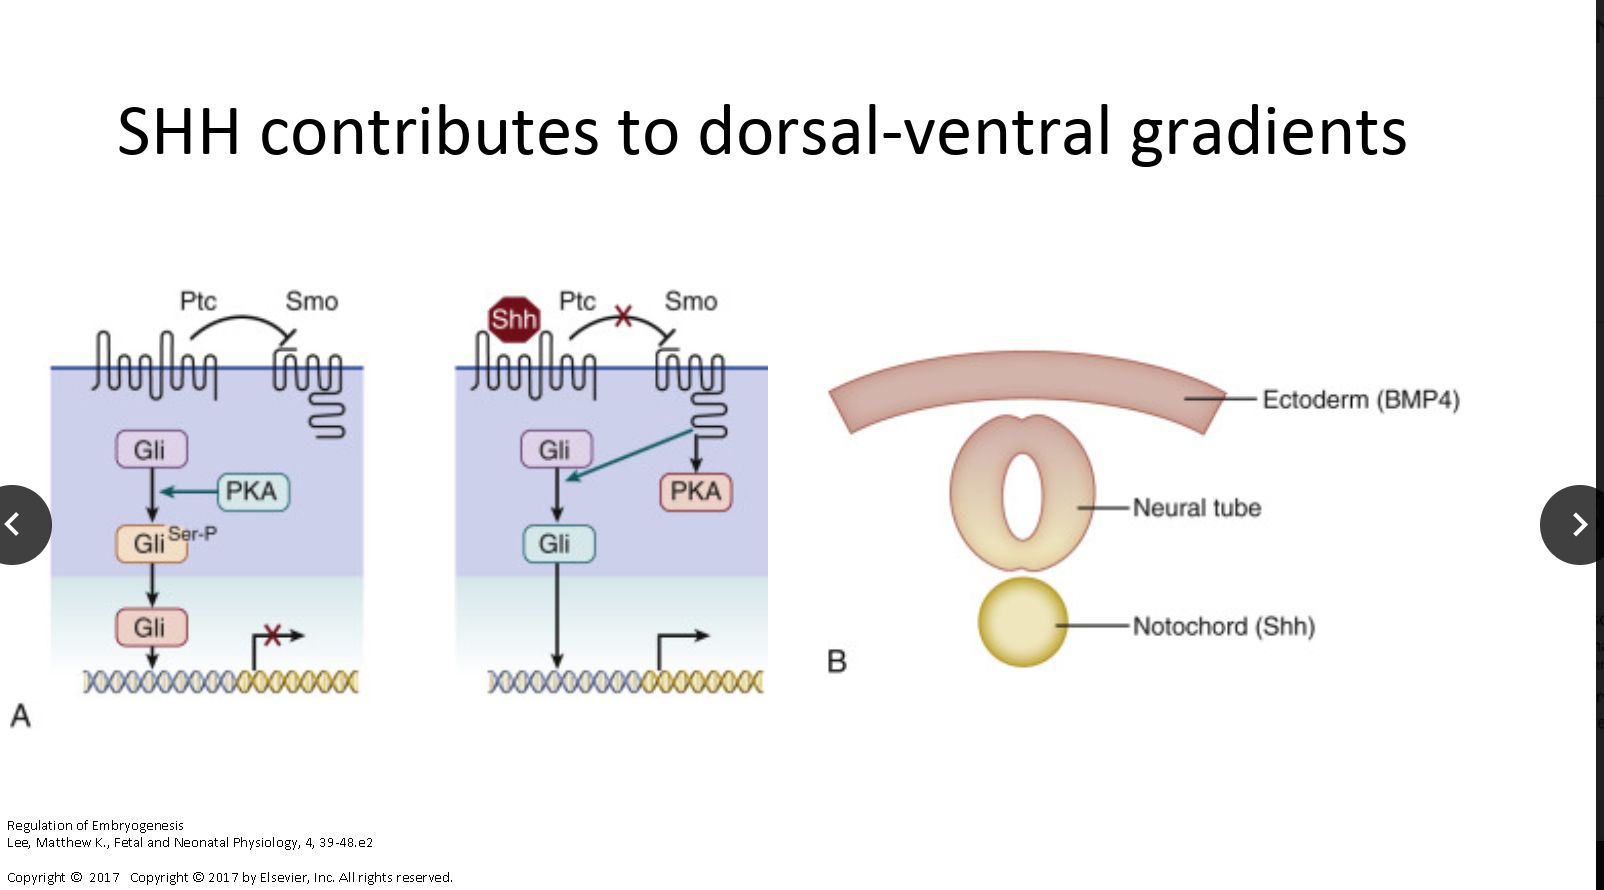 SHH contributes to dorsal-ventral gradients
Ptc
Smo
Gli
PKA
Gli
Ser-P
Gli
A
Shh
Ptc
Smo
Gli
PKA
Gli
Ectoderm (BMP4)
Neural tube
Notochord (Shh)
B
Regulation of Embryogenesis
Lee, Matthew K., Fetal and Neonatal Physiology, 4, 39-48.e2
Copyright © 2017 Copyright © 2017 by Elsevier, Inc. All rights reserved.